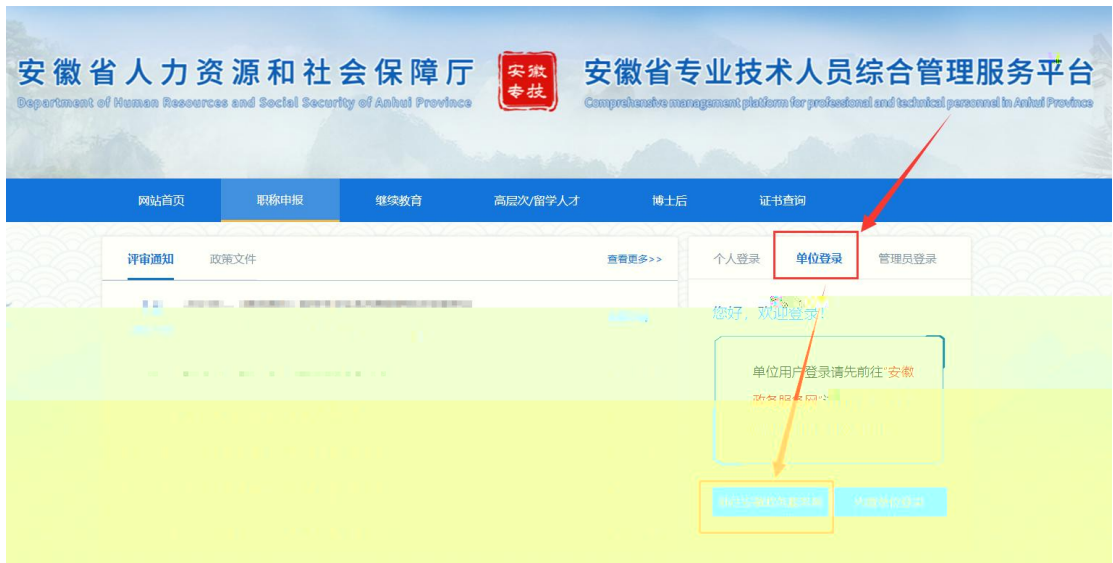 安徽省人力资源和社会保障厅
Department of Human Resources and Social Security of Anhui Province
安徽
专技
安徽省专业技术人员综合管理服务平台
Comprehensive management platform for professional and technical personnel in Anhui Province
网站首页 职称申报 继续教育 高层次/留学人才 博士后 证书查询
评审通知 政策文件 查看更多>>
个人登录 单位登录 管理员登录
您好，欢迎登录!
单位用户登录请先前往"安徽
政务服务网"